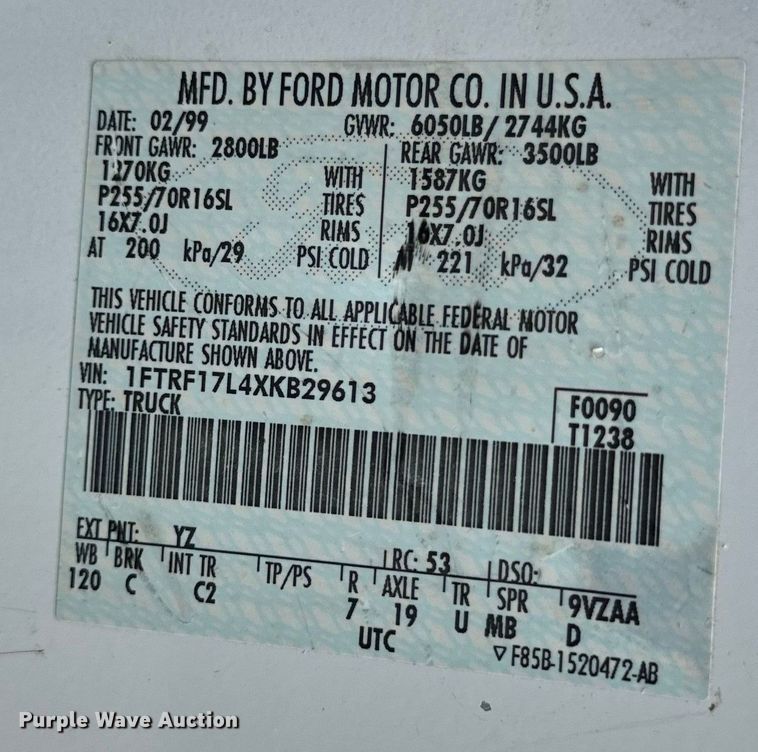 MFD. BY FORD MOTOR CO. IN U.S.A.
DATE: 02/99 GVWR: 6050LB/ 2744KG
FRONT GAWR: 2800LB REAR GAWR: 3500LB
1270KG WITH 1587KG WITH
P255/70R16SL TIRES P255/70R16SL TIRES
16X7.0J RIMS 16X7.0J RIMS
AT 200 kPa/29 PSI COLD AT 221 kPa/32 PSI COLD
THIS VEHICLE CONFORMS TO ALL APPLICABLE FEDERAL MOTOR
VEHICLE SAFETY STANDARDS IN EFFECT ON THE DATE OF
MANUFACTURE SHOWN ABOVE.
VIN: 1FTRF17L4XKB29613
TYPE: TRUCK
F0090
T1238
EXT PNT: YZ RC: 53 DSO:
WB BRK INT TR TP/PS R AXLE TR SPR 9VZAA
120 C C2 7 19 U MB D
UTC
▽ F85B-1520472-AB
Purple Wave Auction